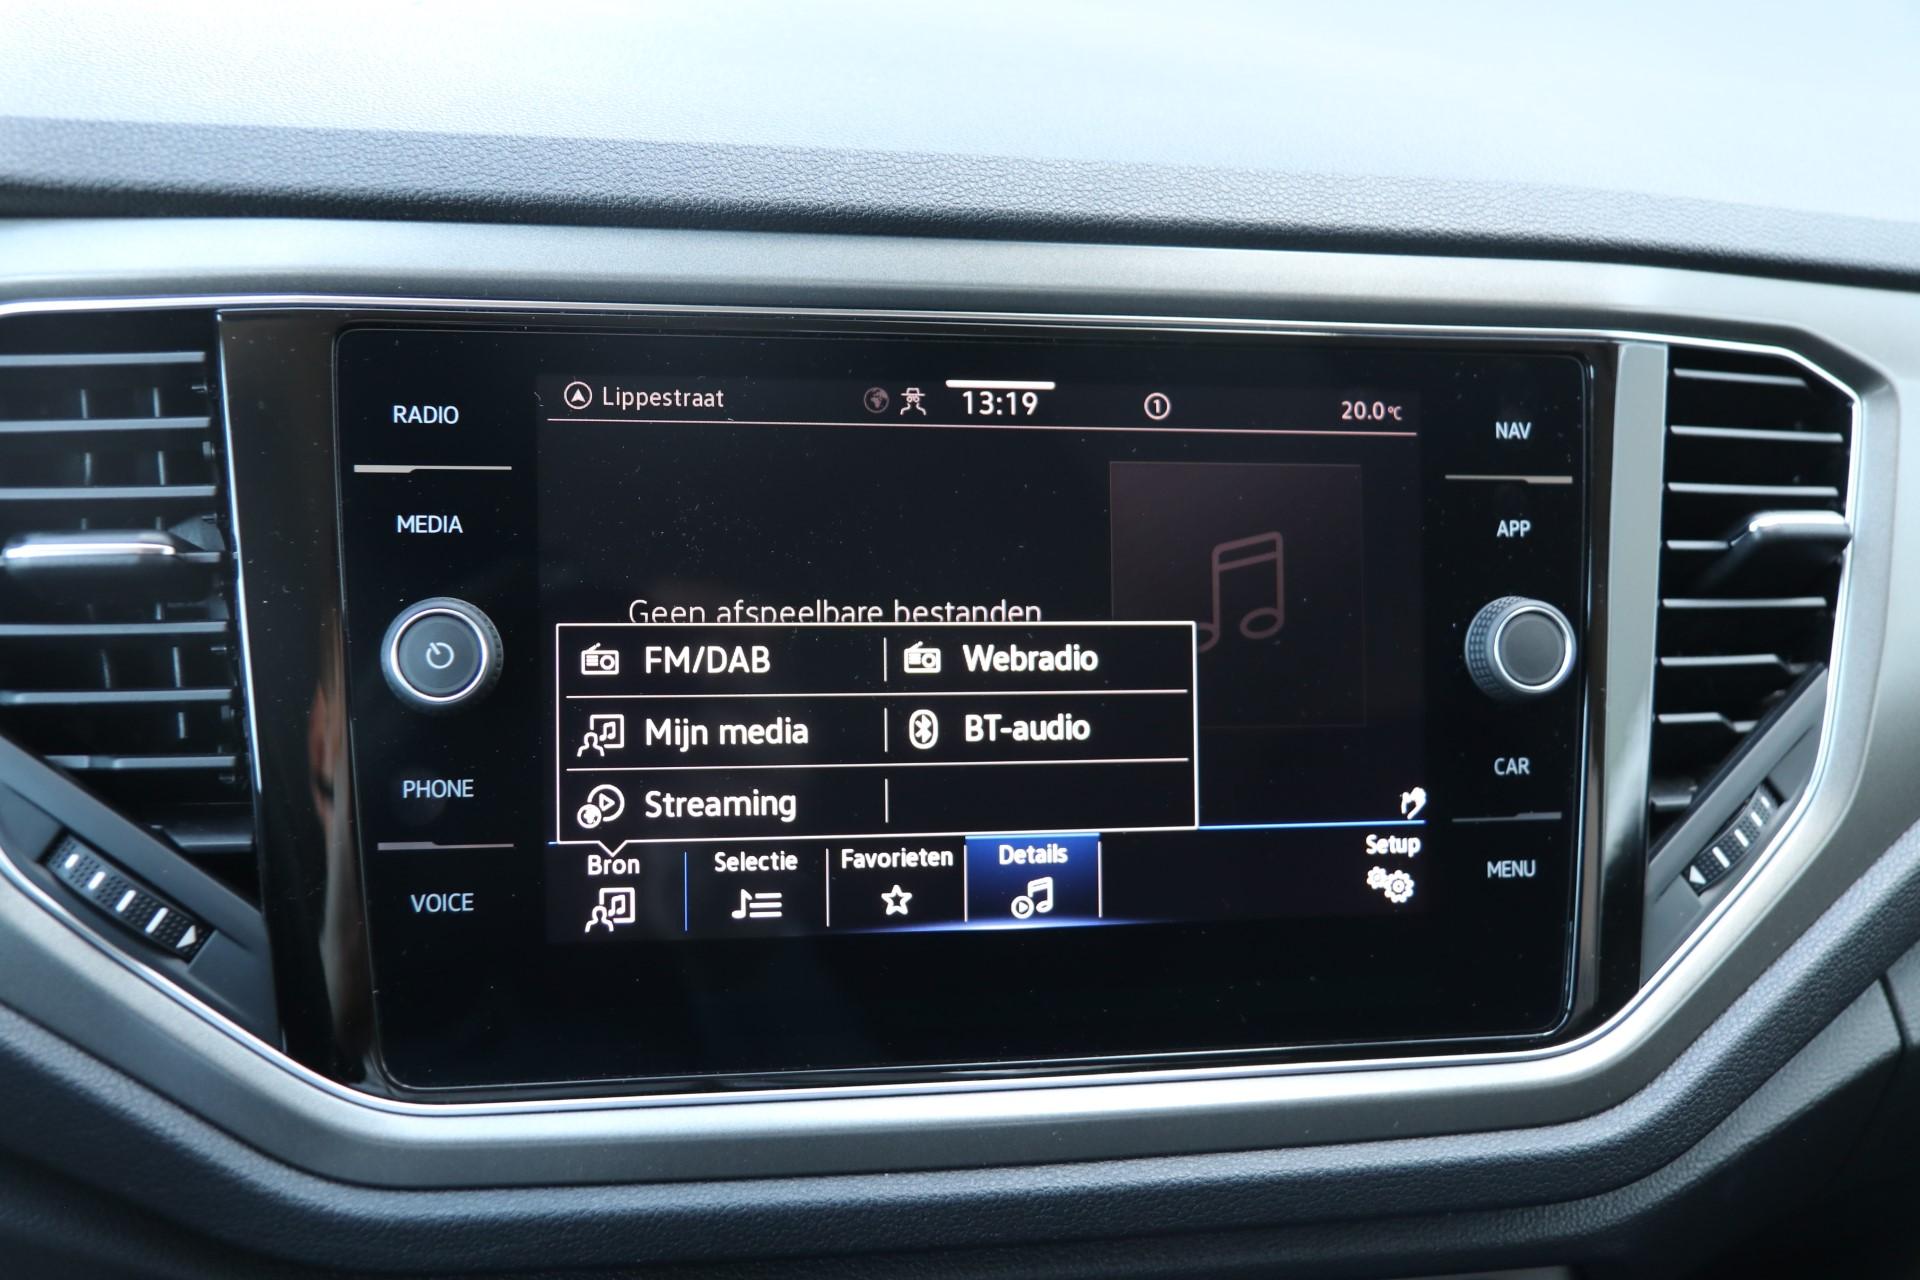 RADIO
MEDIA
PHONE
VOICE
Lippestraat 13:19 1 20.0°C
Geen afspeelbare bestanden
FM/DAB Webradio
Mijn media BT-audio
Streaming
Bron Selectie Favorieten Details Setup
NAV
APP
CAR
MENU